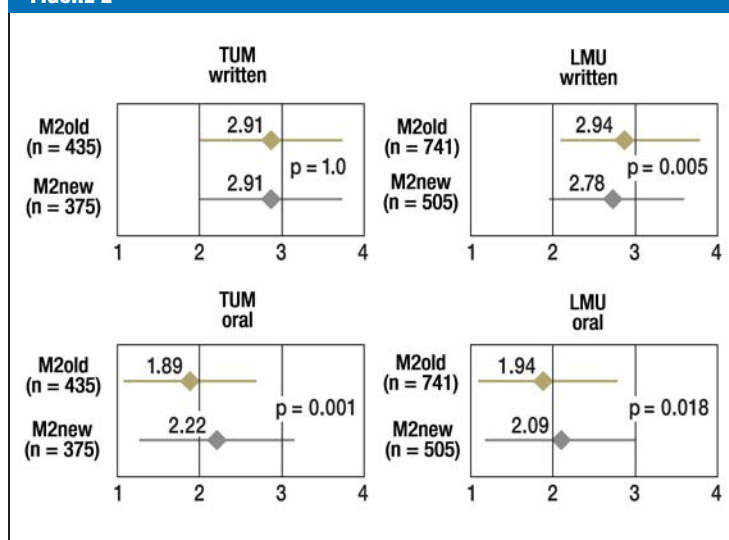 TUM
written
M2old
(n = 435)
2.91
p = 1.0
M2new
(n = 375)
2.91
1 2 3 4
LMU
written
M2old
(n = 741)
2.94
p = 0.005
M2new
(n = 505)
2.78
1 2 3 4
TUM
oral
M2old
(n = 435)
1.89
p = 0.001
M2new
(n = 375)
2.22
1 2 3 4
LMU
oral
M2old
(n = 741)
1.94
p = 0.018
M2new
(n = 505)
2.09
1 2 3 4